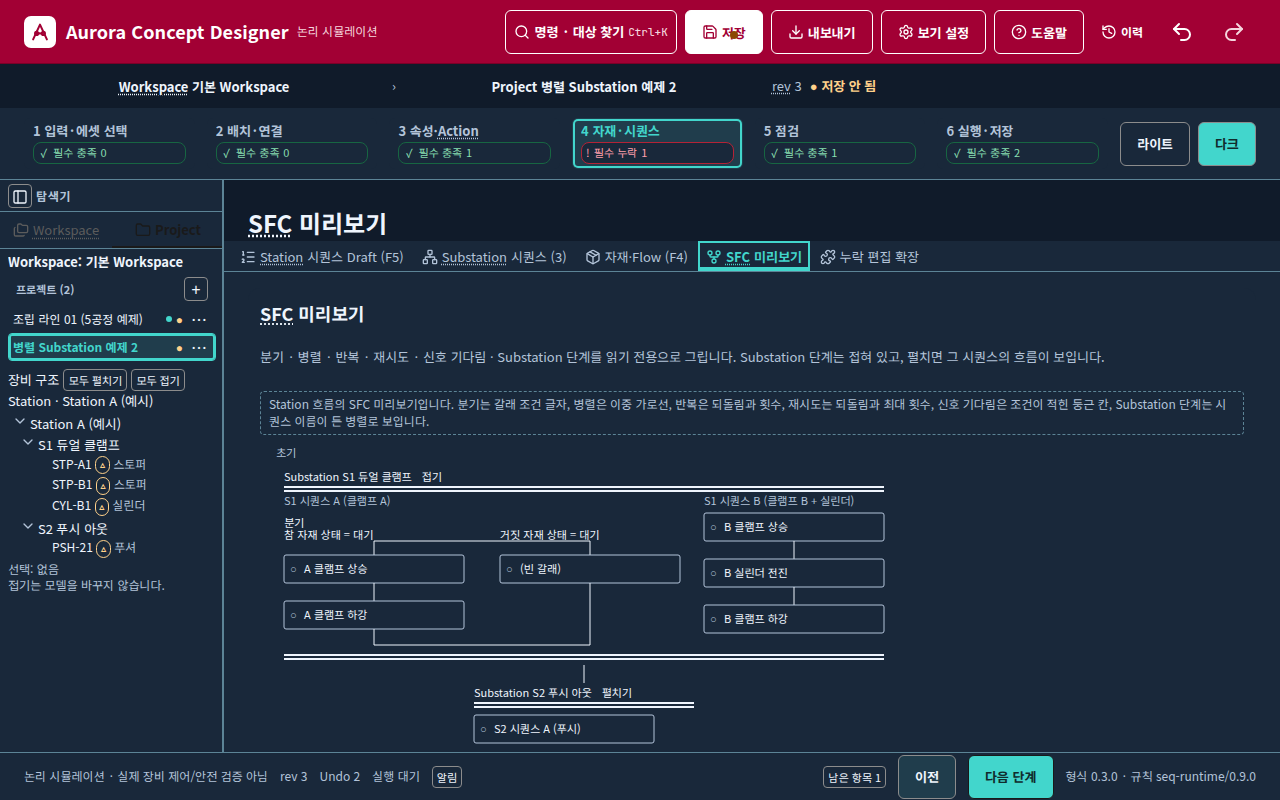 Aurora Concept Designer 논리 시뮬레이션
명령 · 대상 찾기 Ctrl+K
저장
내보내기
보기 설정
도움말
이력
Workspace 기본 Workspace › Project 병렬 Substation 예제 2 rev 3 ● 저장 안 됨
1 입력·에셋 선택
✓ 필수 충족 0
2 배치·연결
✓ 필수 충족 0
3 속성·Action
✓ 필수 충족 1
4 자재·시퀀스
! 필수 누락 1
5 점검
✓ 필수 충족 1
6 실행·저장
✓ 필수 충족 2
라이트
다크
탐색기
Workspace
Project
Workspace: 기본 Workspace
프로젝트 (2)
+
조립 라인 01 (5공정 예제) ● ● ···
병렬 Substation 예제 2 ● ···
장비 구조 모두 펼치기 모두 접기
Station · Station A (예시)
Station A (예시)
S1 듀얼 클램프
STP-A1 스토퍼
STP-B1 스토퍼
CYL-B1 실린더
S2 푸시 아웃
PSH-21 푸셔
선택: 없음
접기는 모델을 바꾸지 않습니다.
SFC 미리보기
Station 시퀀스 Draft (F5)
Substation 시퀀스 (3)
자재·Flow (F4)
SFC 미리보기
누락 편집 확장
SFC 미리보기
분기 · 병렬 · 반복 · 재시도 · 신호 기다림 · Substation 단계를 읽기 전용으로 그립니다. Substation 단계는 접혀 있고, 펼치면 그 시퀀스의 흐름이 보입니다.
Station 흐름의 SFC 미리보기입니다. 분기는 갈래 조건 글자, 병렬은 이중 가로선, 반복은 되돌림과 횟수, 재시도는 되돌림과 최대 횟수, 신호 기다림은 조건이 적힌 둥근 칸, Substation 단계는 시
퀀스 이름이 든 병렬로 보입니다.
초기
Substation S1 듀얼 클램프 접기
S1 시퀀스 A (클램프 A)
S1 시퀀스 B (클램프 B + 실린더)
분기
참 자재 상태 = 대기
거짓 자재 상태 = 대기
○ A 클램프 상승
○ (빈 갈래)
○ A 클램프 하강
○ B 클램프 상승
○ B 실린더 전진
○ B 클램프 하강
Substation S2 푸시 아웃 펼치기
○ S2 시퀀스 A (푸시)
논리 시뮬레이션 · 실제 장비 제어/안전 검증 아님 rev 3 Undo 2 실행 대기 알림
남은 항목 1
이전
다음 단계
형식 0.3.0 · 규칙 seq-runtime/0.9.0